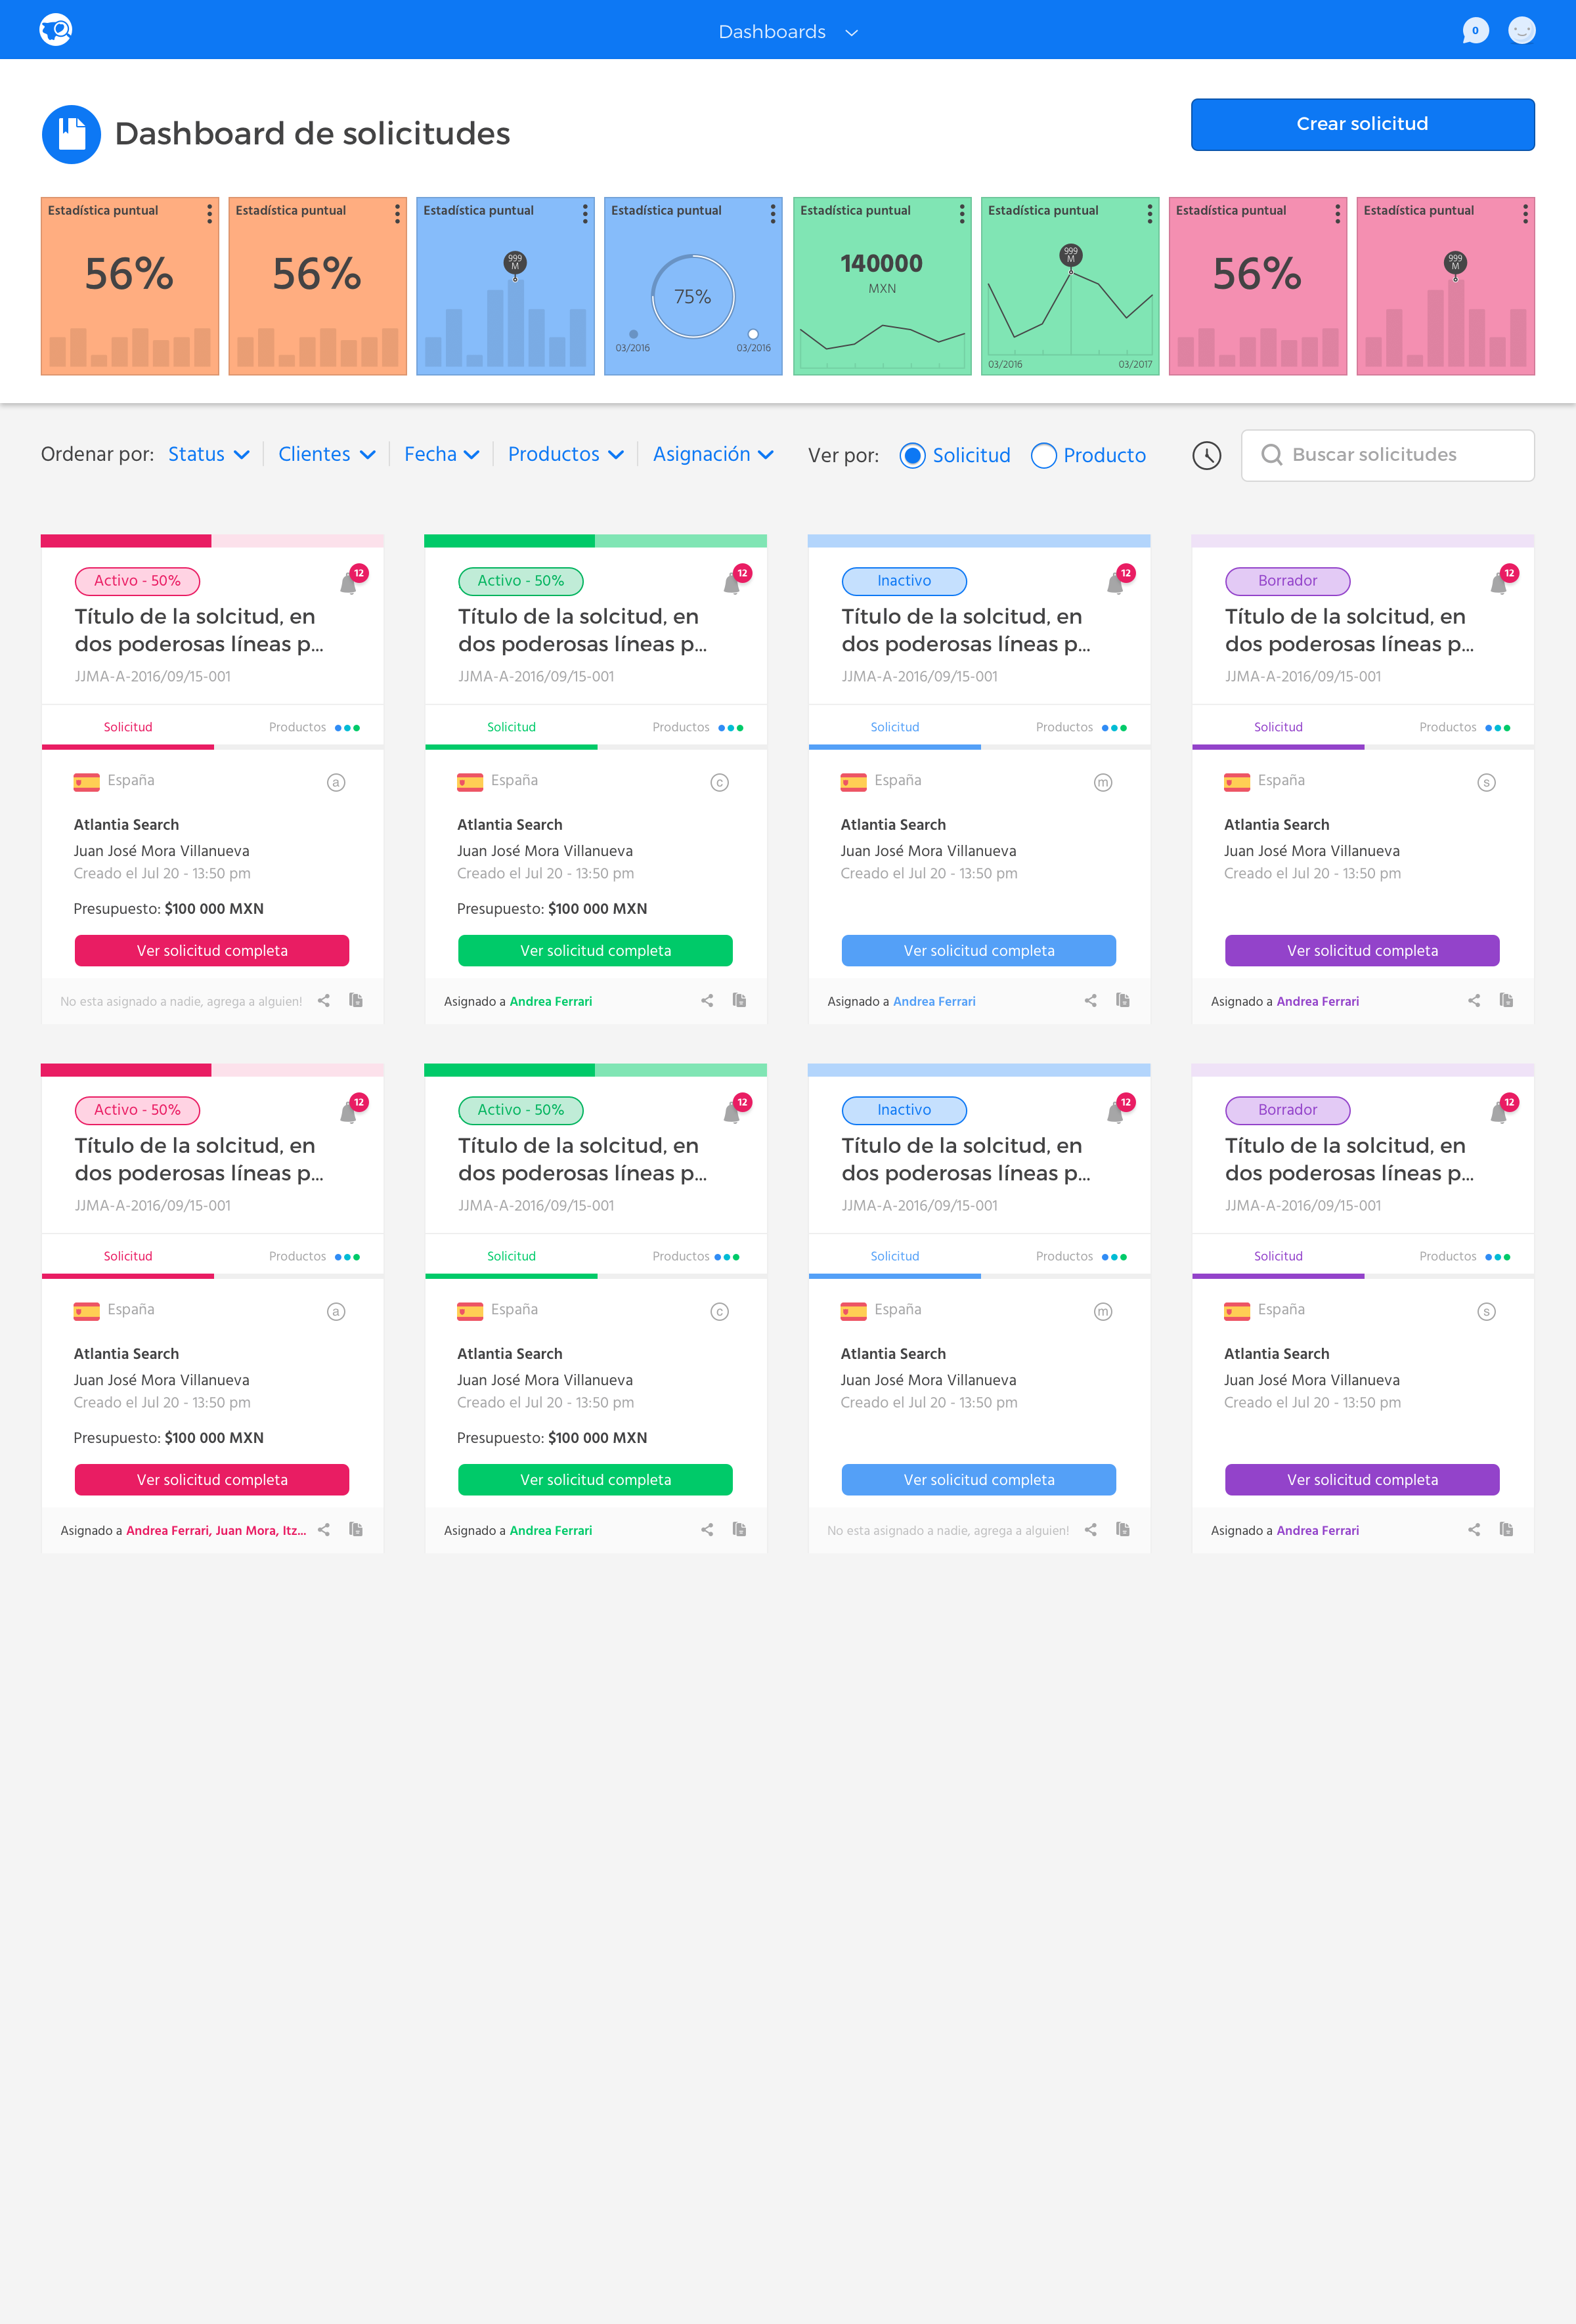 Dashboards
0
Dashboard de solicitudes
Crear solicitud
Estadística puntual
56%
Estadística puntual
56%
Estadística puntual
999
M
Estadística puntual
75%
03/2016
03/2016
Estadística puntual
140000
MXN
Estadística puntual
999
M
03/2016
03/2017
Estadística puntual
56%
Estadística puntual
999
M
Ordenar por: Status Clientes Fecha Productos Asignación Ver por: Solicitud Producto Buscar solicitudes
Activo - 50%
12
Título de la solcitud, en
dos poderosas líneas p...
JJMA-A-2016/09/15-001
Solicitud
Productos
España
a
Atlantia Search
Juan José Mora Villanueva
Creado el Jul 20 - 13:50 pm
Presupuesto: $100 000 MXN
Ver solicitud completa
No esta asignado a nadie, agrega a alguien!
Activo - 50%
12
Título de la solcitud, en
dos poderosas líneas p...
JJMA-A-2016/09/15-001
Solicitud
Productos
España
c
Atlantia Search
Juan José Mora Villanueva
Creado el Jul 20 - 13:50 pm
Presupuesto: $100 000 MXN
Ver solicitud completa
Asignado a Andrea Ferrari
Inactivo
12
Título de la solcitud, en
dos poderosas líneas p...
JJMA-A-2016/09/15-001
Solicitud
Productos
España
m
Atlantia Search
Juan José Mora Villanueva
Creado el Jul 20 - 13:50 pm
Ver solicitud completa
Asignado a Andrea Ferrari
Borrador
12
Título de la solcitud, en
dos poderosas líneas p...
JJMA-A-2016/09/15-001
Solicitud
Productos
España
s
Atlantia Search
Juan José Mora Villanueva
Creado el Jul 20 - 13:50 pm
Ver solicitud completa
Asignado a Andrea Ferrari
Activo - 50%
12
Título de la solcitud, en
dos poderosas líneas p...
JJMA-A-2016/09/15-001
Solicitud
Productos
España
a
Atlantia Search
Juan José Mora Villanueva
Creado el Jul 20 - 13:50 pm
Presupuesto: $100 000 MXN
Ver solicitud completa
Asignado a Andrea Ferrari, Juan Mora, Itz...
Activo - 50%
12
Título de la solcitud, en
dos poderosas líneas p...
JJMA-A-2016/09/15-001
Solicitud
Productos
España
c
Atlantia Search
Juan José Mora Villanueva
Creado el Jul 20 - 13:50 pm
Presupuesto: $100 000 MXN
Ver solicitud completa
Asignado a Andrea Ferrari
Inactivo
12
Título de la solcitud, en
dos poderosas líneas p...
JJMA-A-2016/09/15-001
Solicitud
Productos
España
m
Atlantia Search
Juan José Mora Villanueva
Creado el Jul 20 - 13:50 pm
Ver solicitud completa
No esta asignado a nadie, agrega a alguien!
Borrador
12
Título de la solcitud, en
dos poderosas líneas p...
JJMA-A-2016/09/15-001
Solicitud
Productos
España
s
Atlantia Search
Juan José Mora Villanueva
Creado el Jul 20 - 13:50 pm
Ver solicitud completa
Asignado a Andrea Ferrari